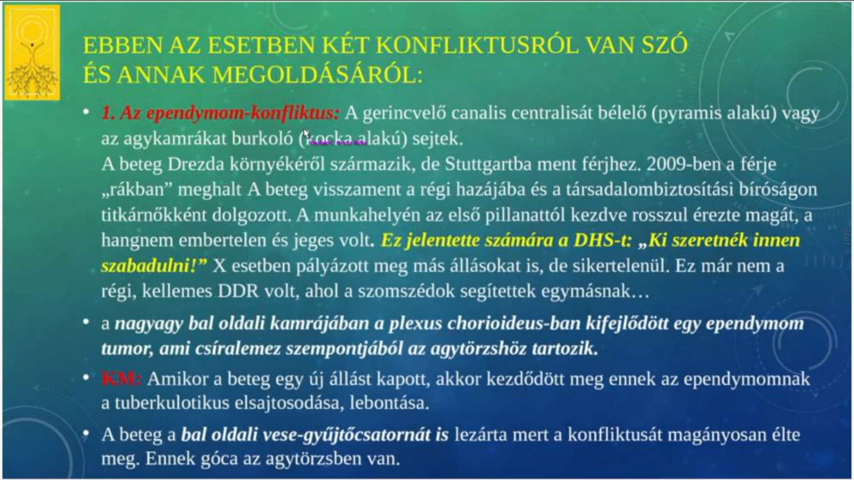 EBBEN AZ ESETBEN KÉT KONFLIKTUSRÓL VAN SZÓ
ÉS ANNAK MEGOLDÁSÁRÓL:
• 1. Az ependymom-konfliktus: A gerincvelő canalis centralisát bélelő (pyramis alakú) vagy
az agykamrákat burkoló (kocka alakú) sejtek.
A beteg Drezda környékéről származik, de Stuttgartba ment férjhez. 2009-ben a férje
„rákban” meghalt A beteg visszament a régi hazájába és a társadalombiztosítási bíróságon
titkárnőkként dolgozott. A munkahelyén az első pillanattól kezdve rosszul érezte magát, a
hangnem embertelen és jeges volt. Ez jelentette számára a DHS-t: „Ki szeretnék innen
szabadulni!” X esetben pályázott meg más állásokat is, de sikertelenül. Ez már nem a
régi, kellemes DDR volt, ahol a szomszédok segítettek egymásnak…
• a nagyagy bal oldali kamrájában a plexus chorioideus-ban kifejlődött egy ependymom
tumor, ami csíralemez szempontjából az agytörzshöz tartozik.
• KM: Amikor a beteg egy új állást kapott, akkor kezdődött meg ennek az ependymomnak
a tuberkulotikus elsajtosodása, lebontása.
• A beteg a bal oldali vese-gyűjtőcsatornát is lezárta mert a konfliktusát magányosan élte
meg. Ennek góca az agytörzsben van.